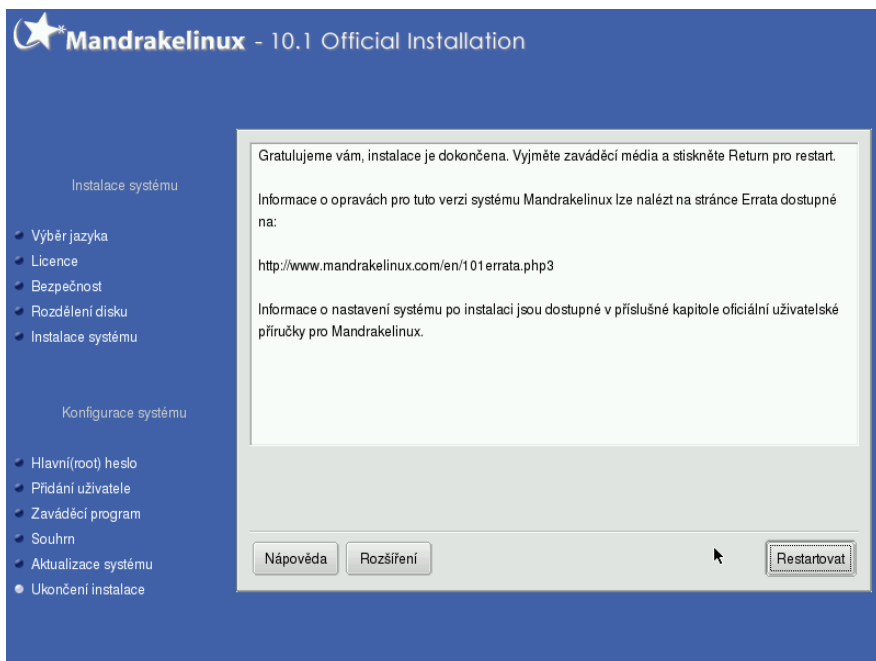 Mandrakelinux - 10.1 Official Installation
Instalace systému
Výběr jazyka
Licence
Bezpečnost
Rozdělení disku
Instalace systému
Konfigurace systému
Hlavní(root) heslo
Přidání uživatele
Zaváděcí program
Souhrn
Aktualizace systému
Ukončení instalace
Gratulujeme vám, instalace je dokončena. Vyjměte zaváděcí média a stiskněte Return pro restart.
Informace o opravách pro tuto verzi systému Mandrakelinux lze nalézt na stránce Errata dostupné
na:
http://www.mandrakelinux.com/en/101errata.php3
Informace o nastavení systému po instalaci jsou dostupné v příslušné kapitole oficiální uživatelské
příručky pro Mandrakelinux.
Nápověda
Rozšíření
Restartovat